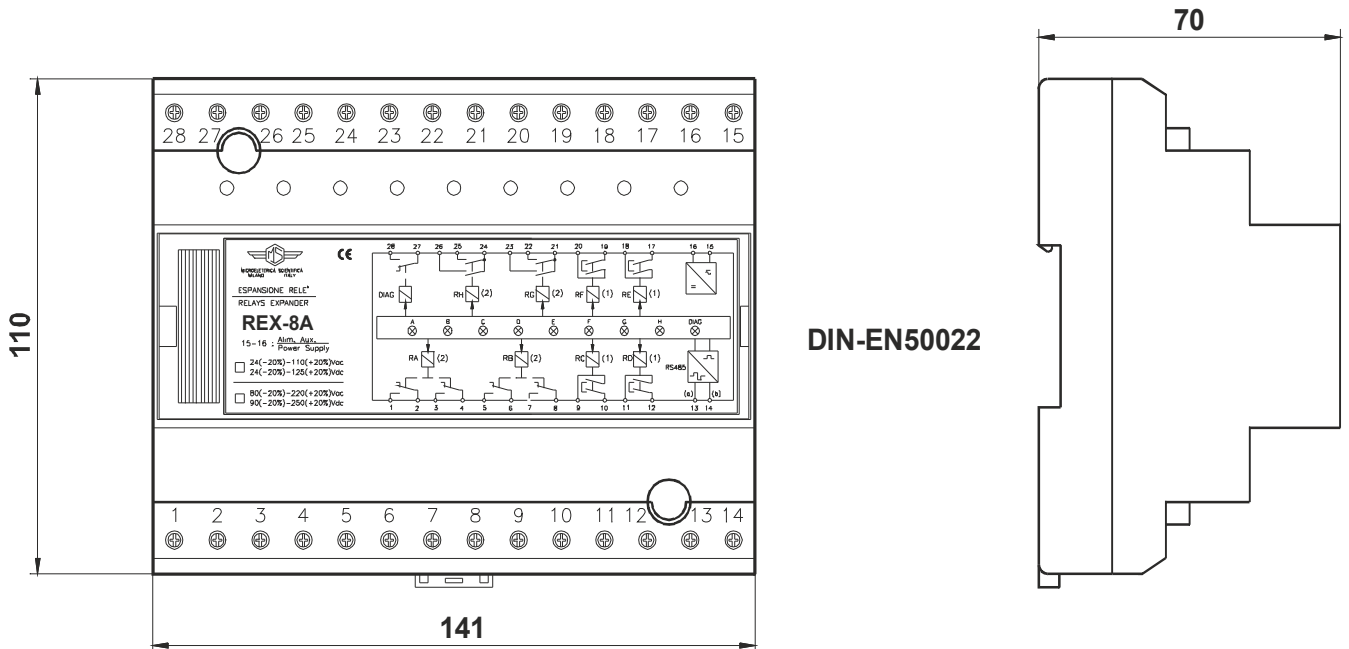 70
28 27 26 25 24 23 22 21 20 19 18 17 16 15
MS
MICROELETTRICA SCIENTIFICA
MILANO ITALY
CE
ESPANSIONE RELE'
RELAYS EXPANDER
REX-8A
15-16 : Alim. Aux.
Power Supply
24(-20%)-110(+20%)Vac
24(-20%)-125(+20%)Vdc
80(-20%)-220(+20%)Vac
90(-20%)-250(+20%)Vdc
28 27 26 25 24 23 22 21 20 19 18 17 16 15
DIAG RH (2) RG (2) RF (1) RE (1)
A B C D E F G H DIAG
RA (2) RB (2) RC (1) RD (1) RS485
(a) (b)
1 2 3 4 5 6 7 8 9 10 11 12 13 14
110
DIN-EN50022
1 2 3 4 5 6 7 8 9 10 11 12 13 14
141